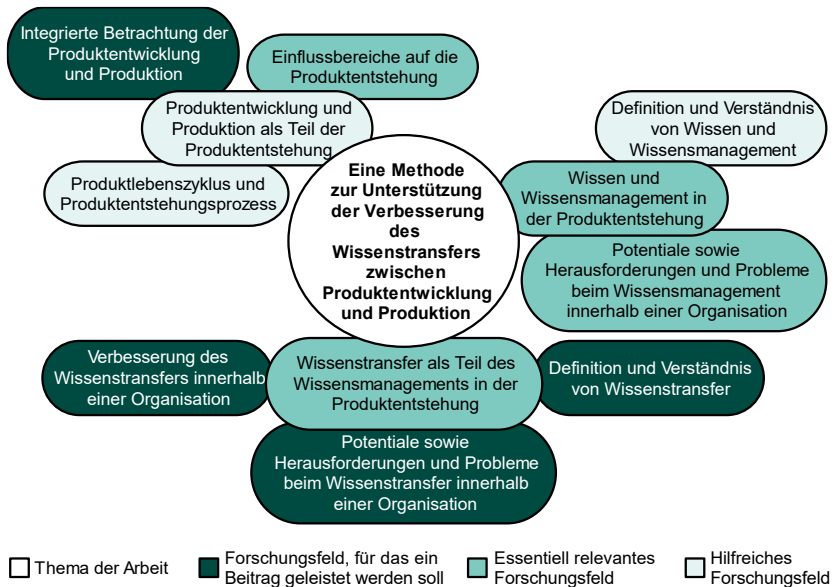 Integrierte Betrachtung der
Produktentwicklung
und Produktion
Einflussbereiche auf die
Produktentstehung
Produktentwicklung und
Produktion als Teil der
Produktentstehung
Produktlebenszyklus und
Produktentstehungsprozess
Definition und Verständnis
von Wissen und
Wissensmanagement
Wissen und
Wissensmanagement in
der Produktentstehung
Potentiale sowie
Herausforderungen und Probleme
beim Wissensmanagement
innerhalb einer Organisation
Eine Methode
zur Unterstützung
der Verbesserung
des
Wissenstransfers
zwischen
Produktentwicklung
und Produktion
Verbesserung des
Wissenstransfers innerhalb
einer Organisation
Wissenstransfer als Teil des
Wissensmanagements in der
Produktentstehung
Definition und Verständnis
von Wissenstransfer
Potentiale sowie
Herausforderungen und Probleme
beim Wissenstransfer innerhalb
einer Organisation
Thema der Arbeit
Forschungsfeld, für das ein
Beitrag geleistet werden soll
Essentiell relevantes
Forschungsfeld
Hilfreiches
Forschungsfeld